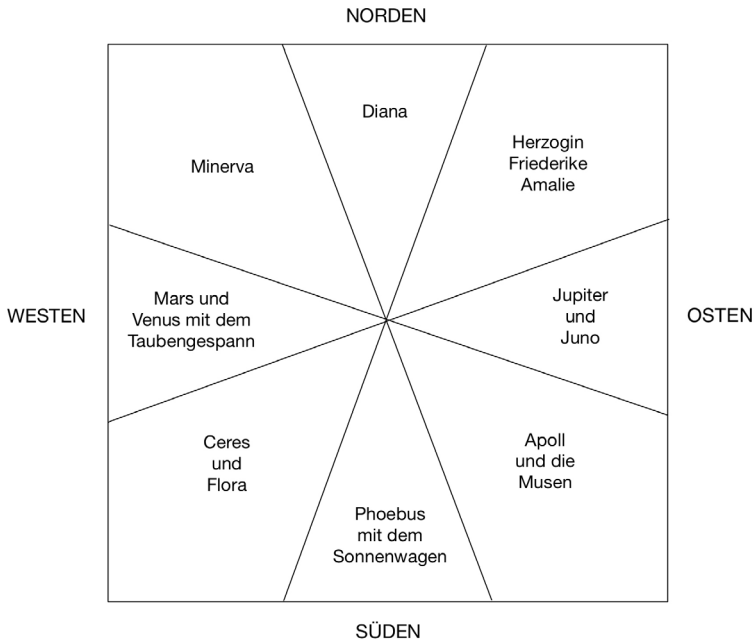 NORDEN
Diana
Herzogin
Friederike
Amalie
Minerva
WESTEN
Mars und
Venus mit dem
Taubengespann
Jupiter
und
Juno
OSTEN
Ceres
und
Flora
Apoll
und die
Musen
Phoebus
mit dem
Sonnenwagen
SÜDEN